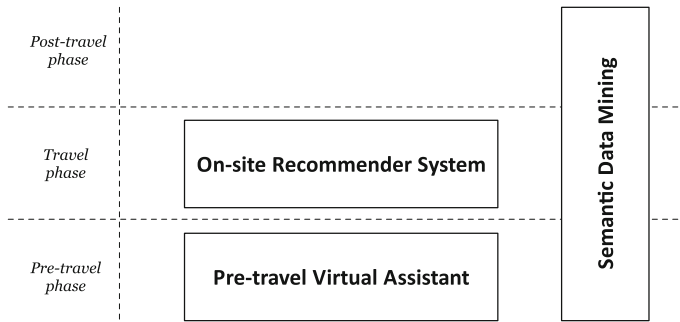 Post-travel
phase
Semantic Data Mining
Travel
phase
On-site Recommender System
Pre-travel
phase
Pre-travel Virtual Assistant